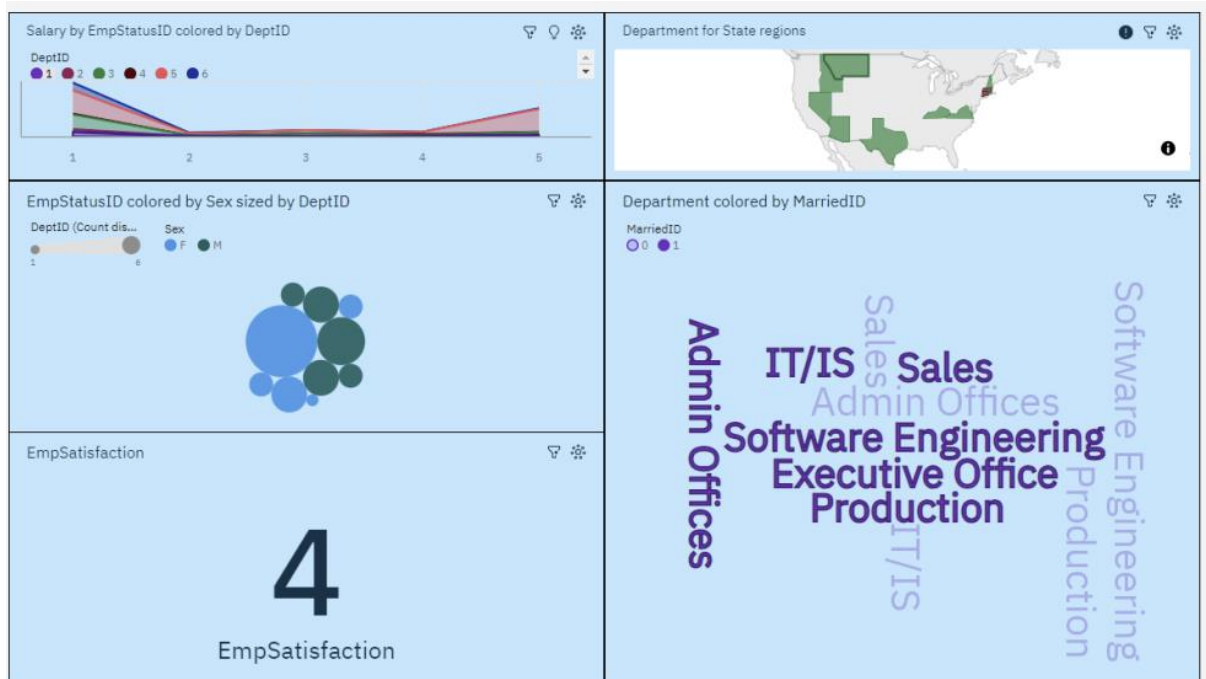 Salary by EmpStatusID colored by DeptID
DeptID
1 2 3 4 5 6
1 2 3 4 5
Department for State regions
EmpStatusID colored by Sex sized by DeptID
DeptID (Count dis... Sex
F M
1 6
Department colored by MarriedID
MarriedID
0 1
Software Engineering
Sales
Admin Offices
IT/IS
Sales
Admin Offices
Software Engineering
Executive Office
Production
Production
IT/IS
EmpSatisfaction
4
EmpSatisfaction